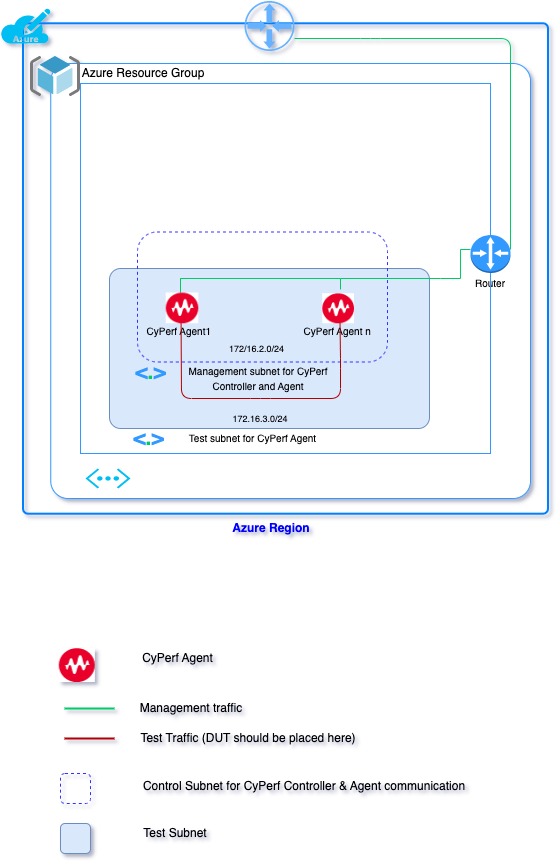 Azure
Azure Resource Group
Router
CyPerf Agent1
CyPerf Agent n
172/16.2.0/24
Management subnet for CyPerf
Controller and Agent
172.16.3.0/24
Test subnet for CyPerf Agent
Azure Region
CyPerf Agent
Management traffic
Test Traffic (DUT should be placed here)
Control Subnet for CyPerf Controller & Agent communication
Test Subnet